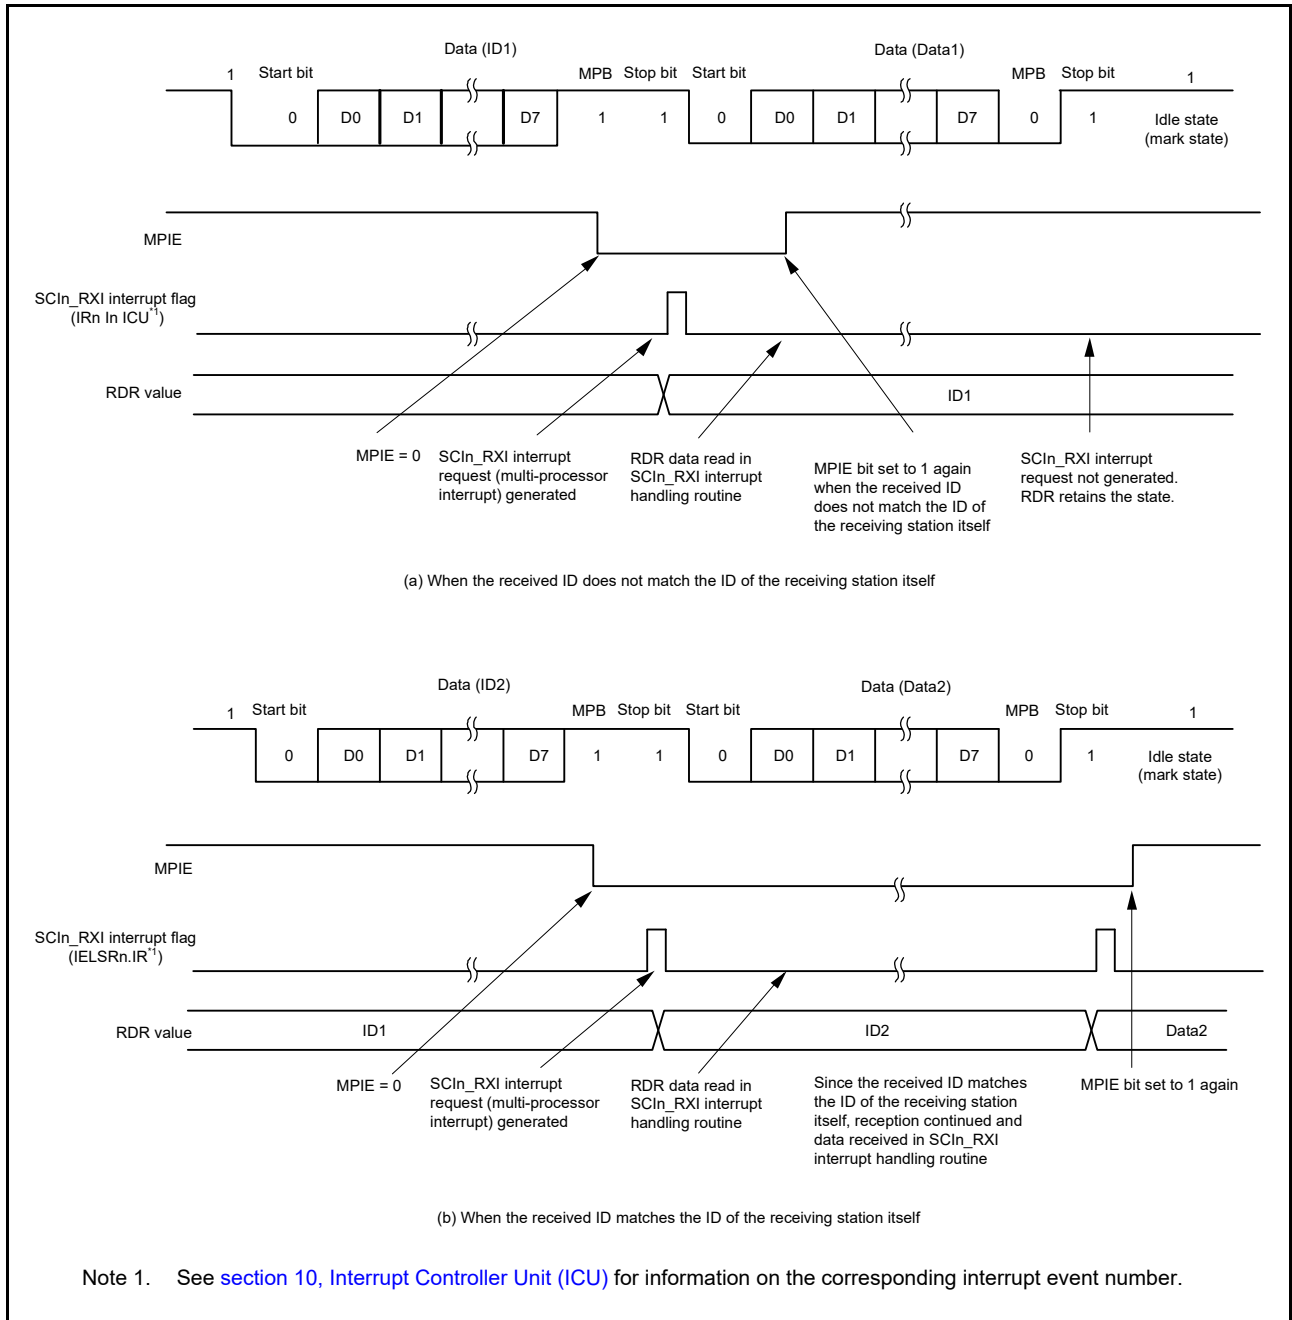 Data (ID1) Data (Data1)
1 Start bit MPB Stop bit Start bit MPB Stop bit 1
0 D0 D1 D7 1 1 0 D0 D1 D7 0 1 Idle state
(mark state)
MPIE
SCIn_RXI interrupt flag
(IRn In ICU*1)
RDR value ID1
MPIE = 0
SCIn_RXI interrupt
request (multi-processor
interrupt) generated
RDR data read in
SCIn_RXI interrupt
handling routine
MPIE bit set to 1 again
when the received ID
does not match the ID of
the receiving station itself
SCIn_RXI interrupt
request not generated.
RDR retains the state.
(a) When the received ID does not match the ID of the receiving station itself
Data (ID2) Data (Data2)
1 Start bit MPB Stop bit Start bit MPB Stop bit 1
0 D0 D1 D7 1 1 0 D0 D1 D7 0 1 Idle state
(mark state)
MPIE
SCIn_RXI interrupt flag
(IELSRn.IR*1)
RDR value ID1 ID2 Data2
MPIE = 0
SCIn_RXI interrupt
request (multi-processor
interrupt) generated
RDR data read in
SCIn_RXI interrupt
handling routine
Since the received ID matches
the ID of the receiving station
itself, reception continued and
data received in SCIn_RXI
interrupt handling routine
MPIE bit set to 1 again
(b) When the received ID matches the ID of the receiving station itself
Note 1. See section 10, Interrupt Controller Unit (ICU) for information on the corresponding interrupt event number.